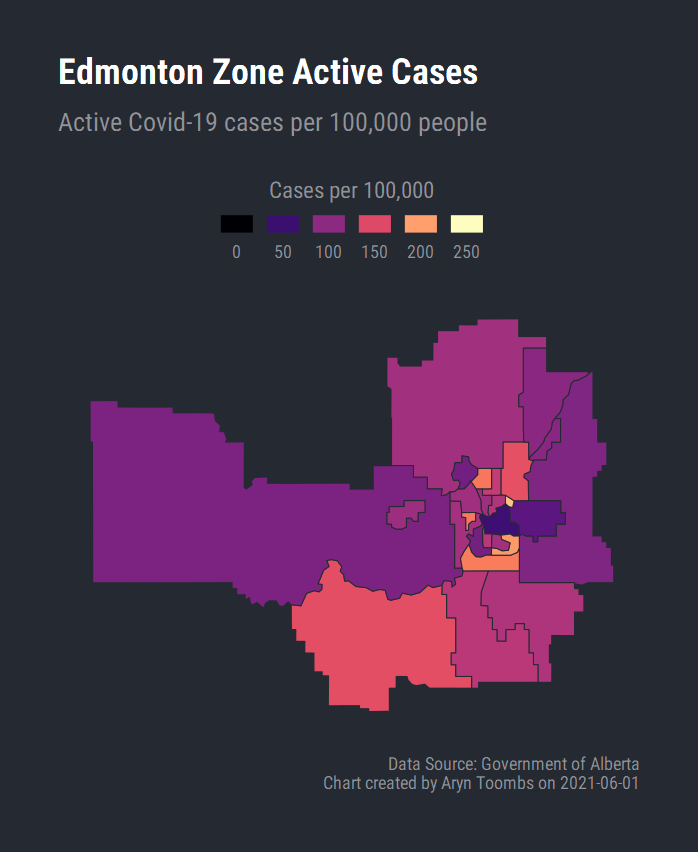 Edmonton Zone Active Cases
Active Covid-19 cases per 100,000 people
Cases per 100,000
0 50 100 150 200 250
Data Source: Government of Alberta
Chart created by Aryn Toombs on 2021-06-01